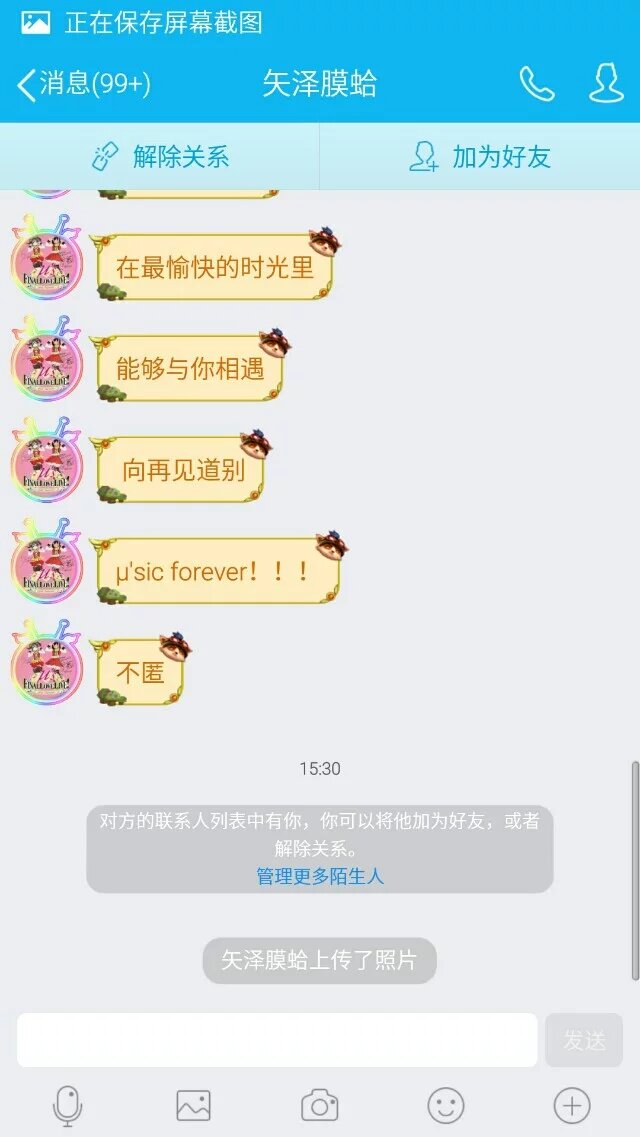 正在保存屏幕截图
消息(99+)
矢泽膜蛤
解除关系
加为好友
在最愉快的时光里
能够与你相遇
向再见道别
μ'sic forever！！！
不匿
15:30
对方的联系人列表中有你，你可以将他加为好友，或者
解除关系。
管理更多陌生人
矢泽膜蛤上传了照片
发送